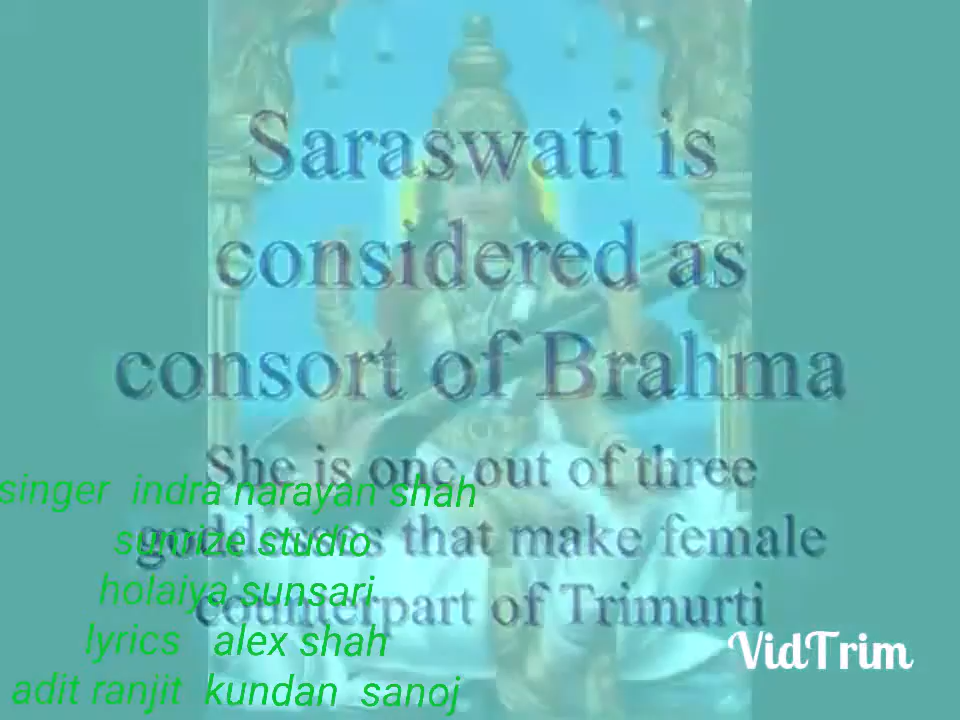 Saraswati is
considered as
consort of Brahma
She is one out of three
goddesses that make female
counterpart of Trimurti
singer indra narayan shah
sunrize studio
holaiya sunsari
lyrics alex shah
adit ranjit kundan sanoj
VidTrim